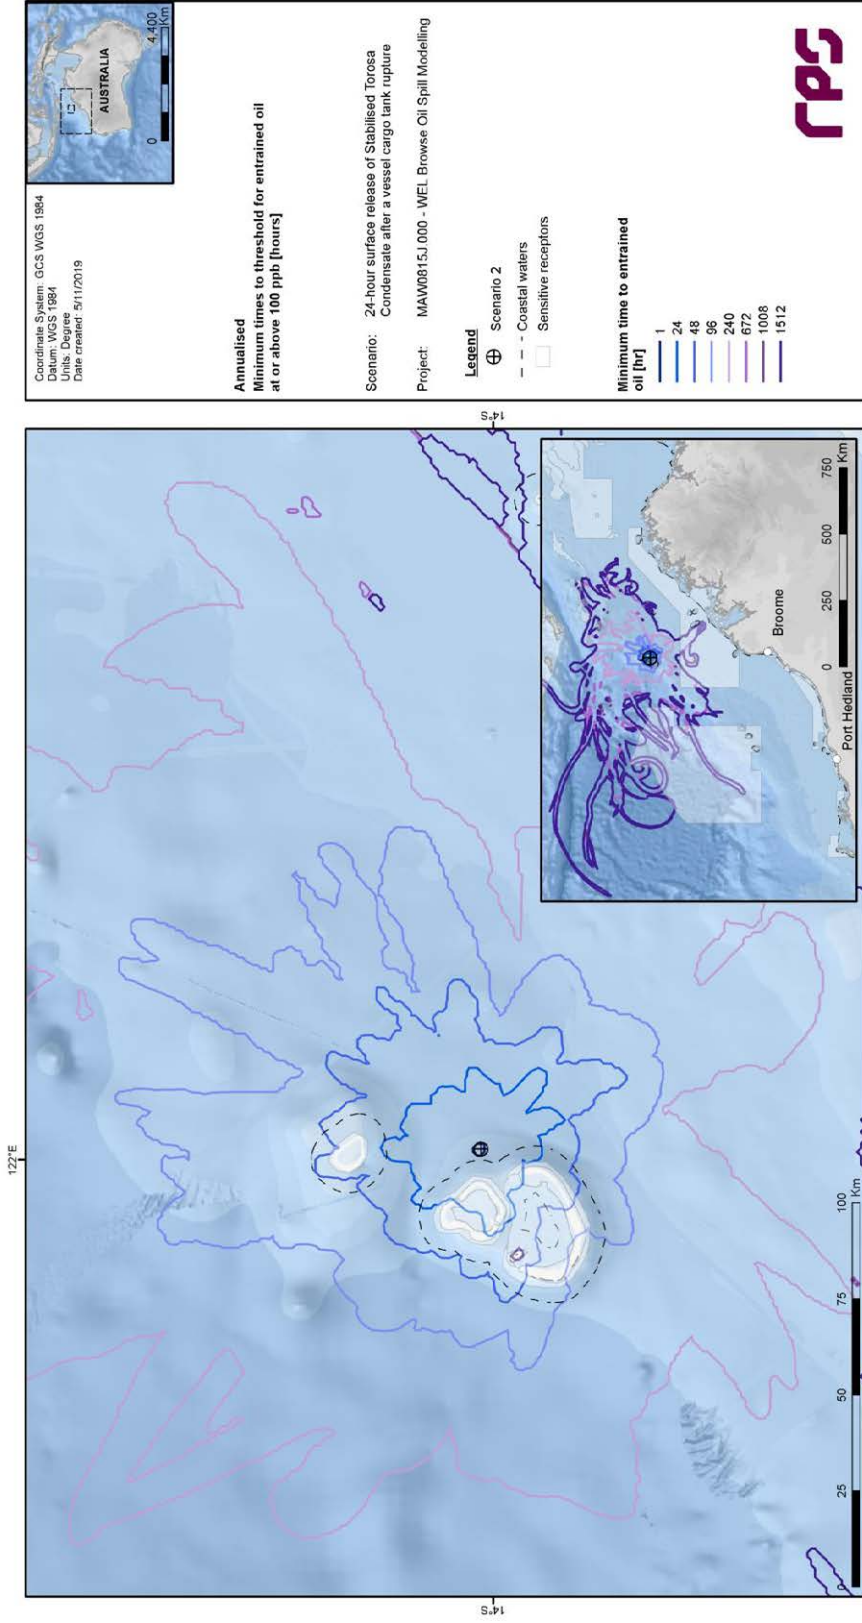 Coordinate System: GCS WGS 1984
Datum: WGS 1984
Units: Degree
Date created: 5/11/2019
AUSTRALIA
0 4,400
Km
Annualised
Minimum times to threshold for entrained oil
at or above 100 ppb [hours]
Scenario: 24-hour surface release of Stabilised Torosa
Condensate after a vessel cargo tank rupture
Project: MAW0815J.000 - WEL Browse Oil Spill Modelling
Legend
Scenario 2
Coastal waters
Sensitive receptors
Minimum time to entrained
oil [hr]
1
24
48
96
240
672
1008
1512
rps
122°E
14°S
14°S
0 25 50 75 100
Km
Port Hedland
Broome
0 250 500 750
Km